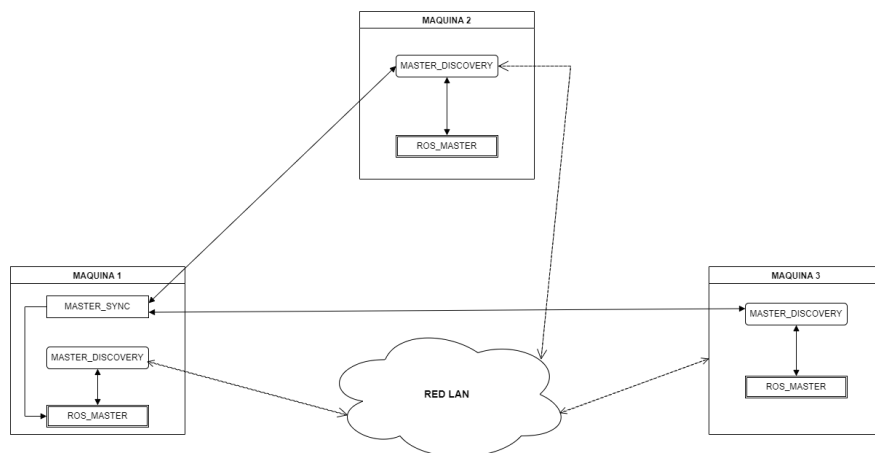 MAQUINA 2
MASTER_DISCOVERY
ROS_MASTER
MAQUINA 1
MASTER_SYNC
MASTER_DISCOVERY
ROS_MASTER
RED LAN
MAQUINA 3
MASTER_DISCOVERY
ROS_MASTER